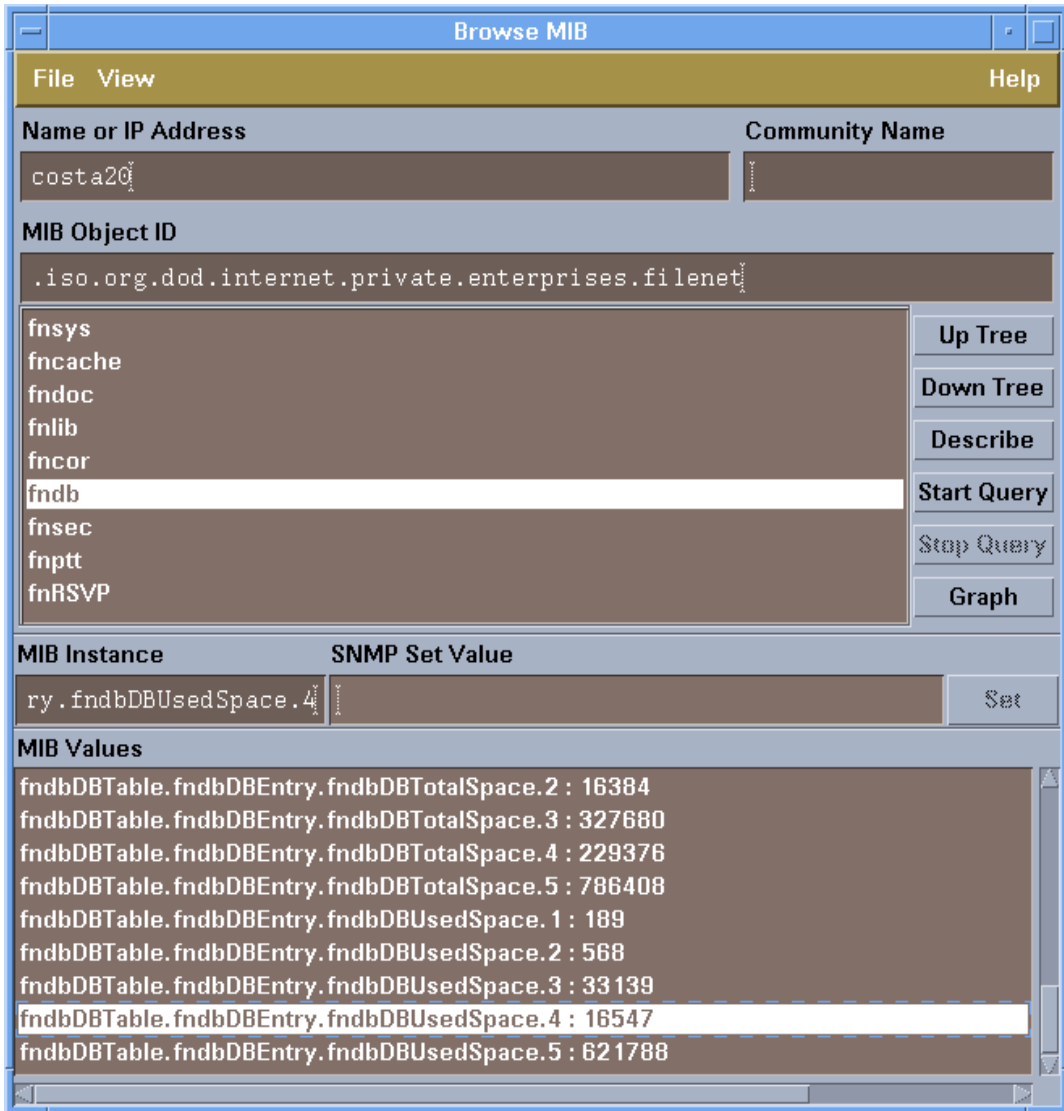 Browse MIB
File View Help
Name or IP Address Community Name
costa20
MIB Object ID
.iso.org.dod.internet.private.enterprises.filenet
fnsys
fncache
fndoc
fnlib
fncor
fndb
fnsec
fnptt
fnRSVP
Up Tree
Down Tree
Describe
Start Query
Stop Query
Graph
MIB Instance SNMP Set Value
ry.fndbDBUsedSpace.4 Set
MIB Values
fndbDBTable.fndbDBEntry.fndbDBTotalSpace.2 : 16384
fndbDBTable.fndbDBEntry.fndbDBTotalSpace.3 : 327680
fndbDBTable.fndbDBEntry.fndbDBTotalSpace.4 : 229376
fndbDBTable.fndbDBEntry.fndbDBTotalSpace.5 : 786408
fndbDBTable.fndbDBEntry.fndbDBUsedSpace.1 : 189
fndbDBTable.fndbDBEntry.fndbDBUsedSpace.2 : 568
fndbDBTable.fndbDBEntry.fndbDBUsedSpace.3 : 33139
fndbDBTable.fndbDBEntry.fndbDBUsedSpace.4 : 16547
fndbDBTable.fndbDBEntry.fndbDBUsedSpace.5 : 621788